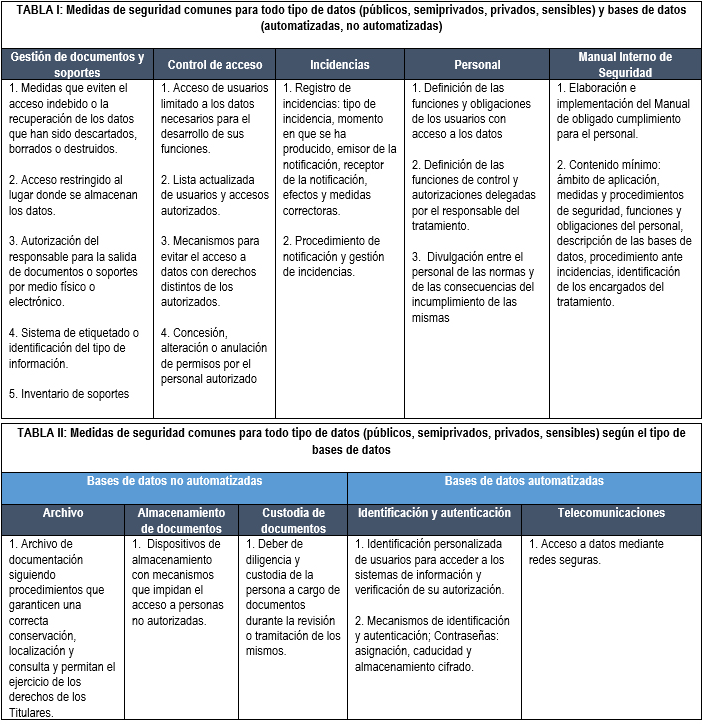 TABLA I: Medidas de seguridad comunes para todo tipo de datos (públicos, semiprivados, privados, sensibles) y bases de datos
(automatizadas, no automatizadas)
Gestión de documentos y
soportes
1. Medidas que eviten el
acceso indebido o la
recuperación de los datos
que han sido descartados,
borrados o destruidos.
2. Acceso restringido al
lugar donde se almacenan
los datos.
3. Autorización del
responsable para la salida
de documentos o soportes
por medio físico o
electrónico.
4. Sistema de etiquetado o
identificación del tipo de
información.
5. Inventario de soportes
Control de acceso
1. Acceso de usuarios
limitado a los datos
necesarios para el
desarrollo de sus
funciones.
2. Lista actualizada
de usuarios y accesos
autorizados.
3. Mecanismos para
evitar el acceso a
datos con derechos
distintos de los
autorizados.
4. Concesión,
alteración o anulación
de permisos por el
personal autorizado
Incidencias
1. Registro de
incidencias: tipo de
incidencia, momento
en que se ha
producido, emisor de la
notificación, receptor
de la notificación,
efectos y medidas
correctoras.
2. Procedimiento de
notificación y gestión
de incidencias.
Personal
1. Definición de las
funciones y obligaciones
de los usuarios con
acceso a los datos
2. Definición de las
funciones de control y
autorizaciones delegadas
por el responsable del
tratamiento.
3. Divulgación entre el
personal de las normas y
de las consecuencias del
incumplimiento de las
mismas
Manual Interno de
Seguridad
1. Elaboración e
implementación del Manual
de obligado cumplimiento
para el personal.
2. Contenido mínimo:
ámbito de aplicación,
medidas y procedimientos
de seguridad, funciones y
obligaciones del personal,
descripción de las bases de
datos, procedimiento ante
incidencias, identificación
de los encargados del
tratamiento.
TABLA II: Medidas de seguridad comunes para todo tipo de datos (públicos, semiprivados, privados, sensibles) según el tipo de
bases de datos
Bases de datos no automatizadas
Bases de datos automatizadas
Archivo
1. Archivo de
documentación
siguiendo
procedimientos que
garanticen una
correcta
conservación,
localización y
consulta y permitan el
ejercicio de los
derechos de los
Titulares.
Almacenamiento
de documentos
1. Dispositivos de
almacenamiento
con mecanismos
que impidan el
acceso a personas
no autorizadas.
Custodia de
documentos
1. Deber de
diligencia y
custodia de la
persona a cargo de
documentos
durante la revisión
o tramitación de los
mismos.
Identificación y autenticación
1. Identificación personalizada
de usuarios para acceder a los
sistemas de información y
verificación de su autorización.
2. Mecanismos de identificación
y autenticación; Contraseñas:
asignación, caducidad y
almacenamiento cifrado.
Telecomunicaciones
1. Acceso a datos mediante
redes seguras.